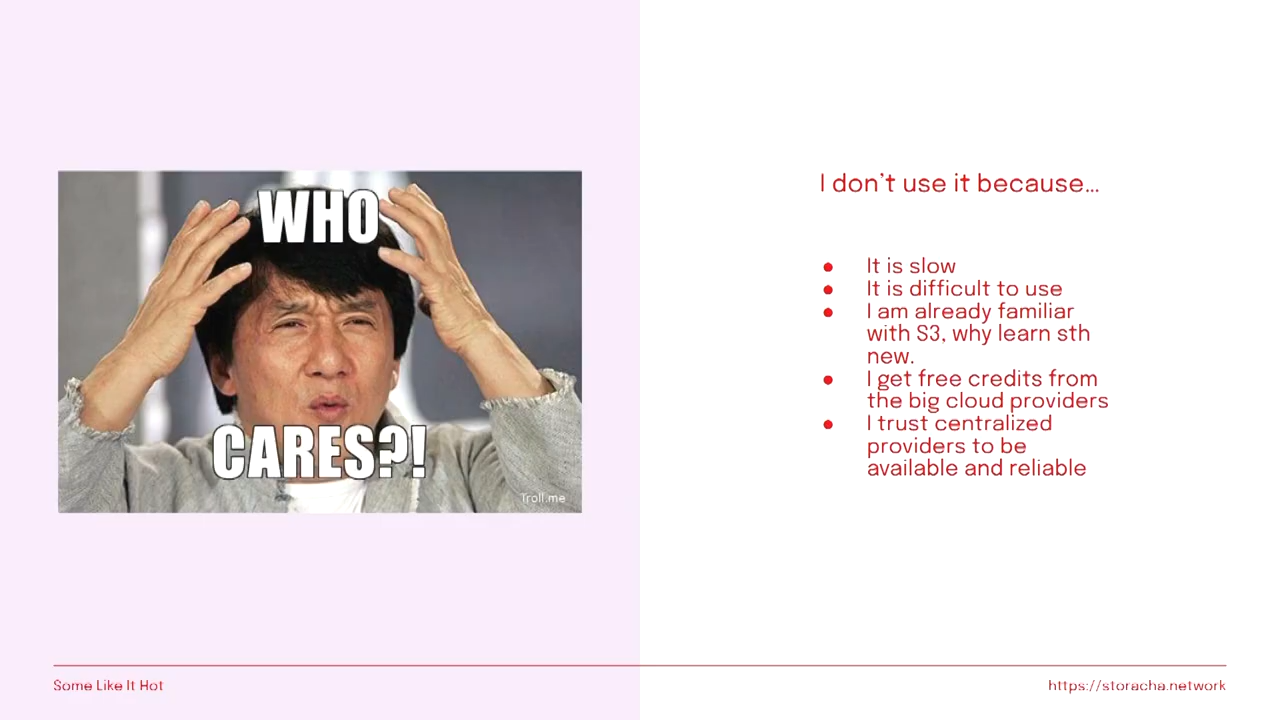 WHO
CARES?!
Troll.me
I don’t use it because…
● It is slow
● It is difficult to use
● I am already familiar
with S3, why learn sth
new.
● I get free credits from
the big cloud providers
● I trust centralized
providers to be
available and reliable
Some Like It Hot
https://storacha.network